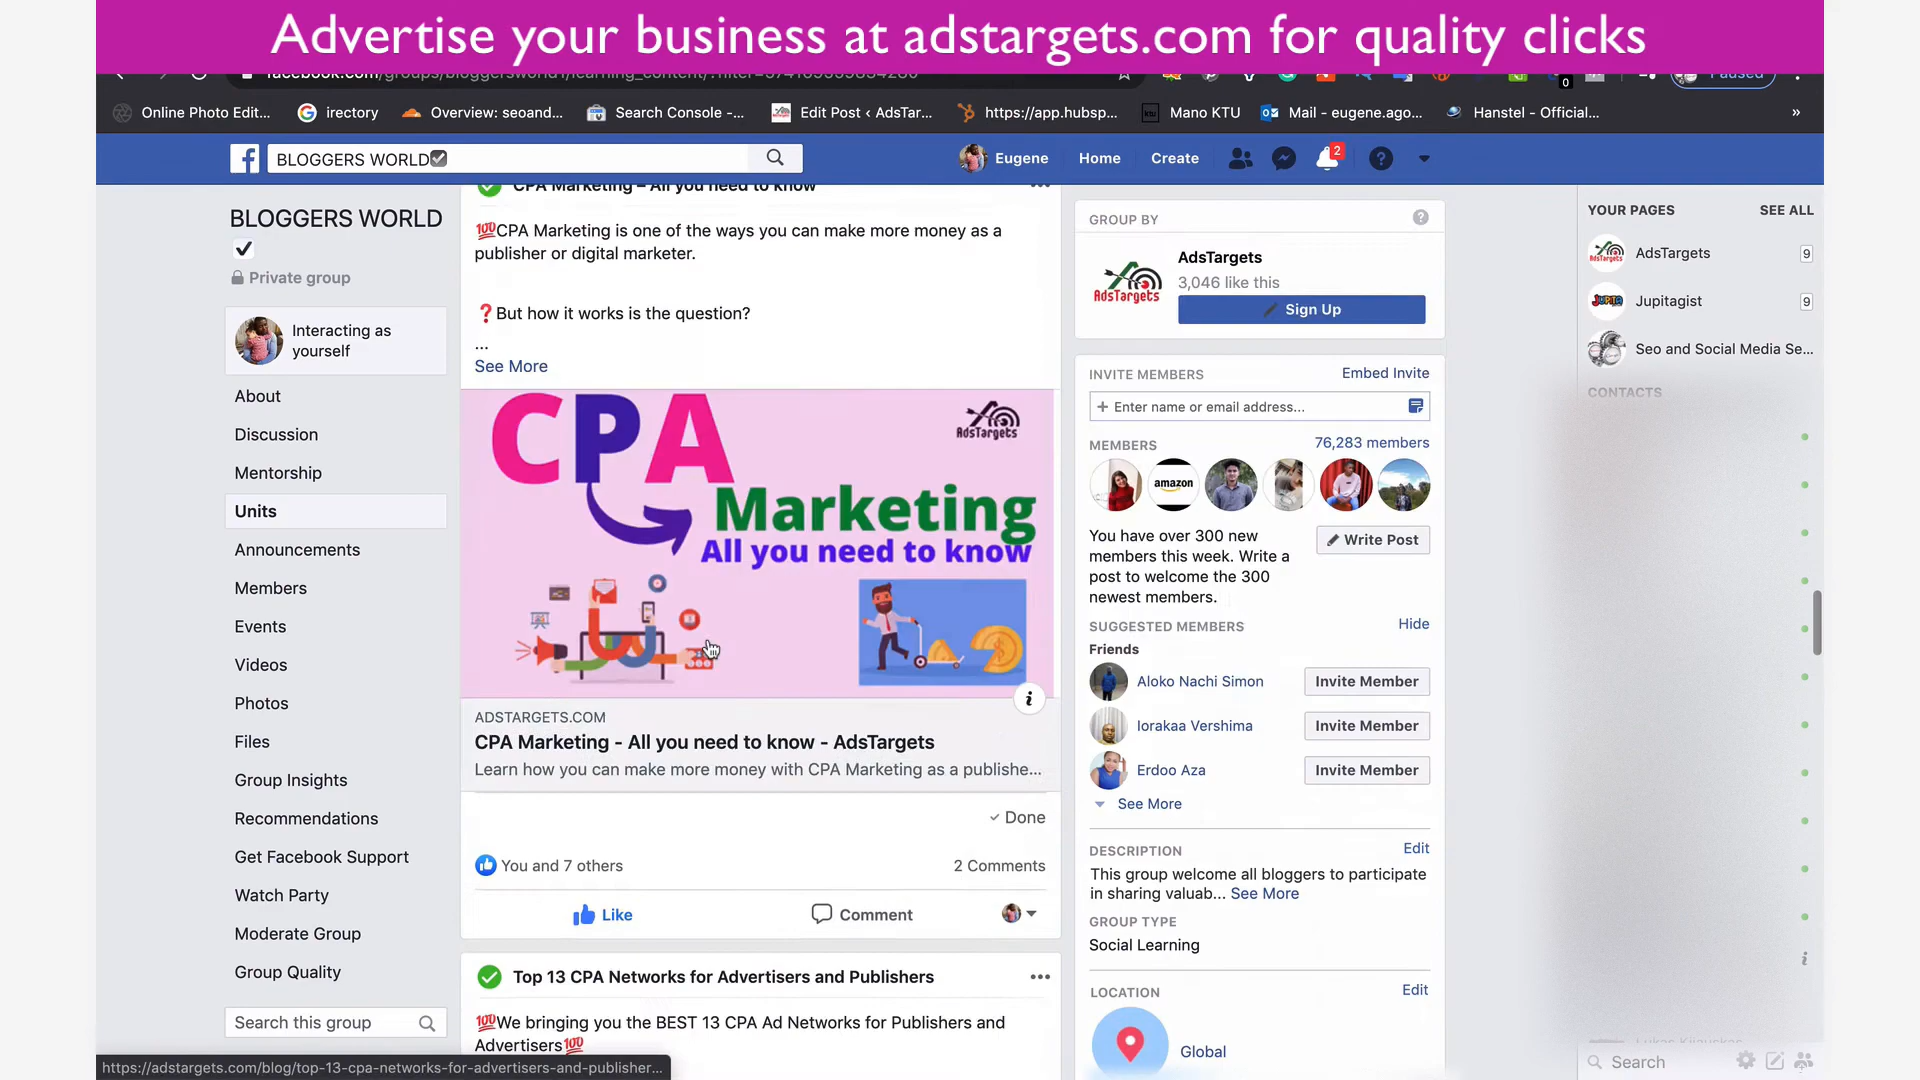 Advertise your business at adstargets.com for quality clicks
Paused
0
Online Photo Edit...
irectory
Overview: seoand...
Search Console -...
Edit Post ‹ AdsTar...
https://app.hubsp...
Mano KTU
Mail - eugene.ago...
Hanstel - Official...
»
BLOGGERS WORLD
Eugene
Home
Create
2
BLOGGERS WORLD
Private group
Interacting as
yourself
About
Discussion
Mentorship
Units
Announcements
Members
Events
Videos
Photos
Files
Group Insights
Recommendations
Get Facebook Support
Watch Party
Moderate Group
Group Quality
Search this group
https://adstargets.com/blog/top-13-cpa-networks-for-advertisers-and-publisher...
CPA Marketing – All you need to know
💯CPA Marketing is one of the ways you can make more money as a
publisher or digital marketer.
❓But how it works is the question?
...
See More
CPA
AdsTargets
Marketing
All you need to know
ADSTARGETS.COM
CPA Marketing - All you need to know - AdsTargets
Learn how you can make more money with CPA Marketing as a publishe...
Done
You and 7 others
2 Comments
Like
Comment
Top 13 CPA Networks for Advertisers and Publishers
💯We bringing you the BEST 13 CPA Ad Networks for Publishers and
Advertisers💯
GROUP BY
AdsTargets
AdsTargets
3,046 like this
Sign Up
INVITE MEMBERS
Embed Invite
+ Enter name or email address...
MEMBERS
76,283 members
amazon
You have over 300 new
members this week. Write a
post to welcome the 300
newest members.
Write Post
SUGGESTED MEMBERS
Hide
Friends
Aloko Nachi Simon
Invite Member
Iorakaa Vershima
Invite Member
Erdoo Aza
Invite Member
See More
DESCRIPTION
Edit
This group welcome all bloggers to participate
in sharing valuab... See More
GROUP TYPE
Social Learning
LOCATION
Edit
Global
YOUR PAGES
SEE ALL
AdsTargets
9
Jupitagist
9
Seo and Social Media Se...
CONTACTS
Search